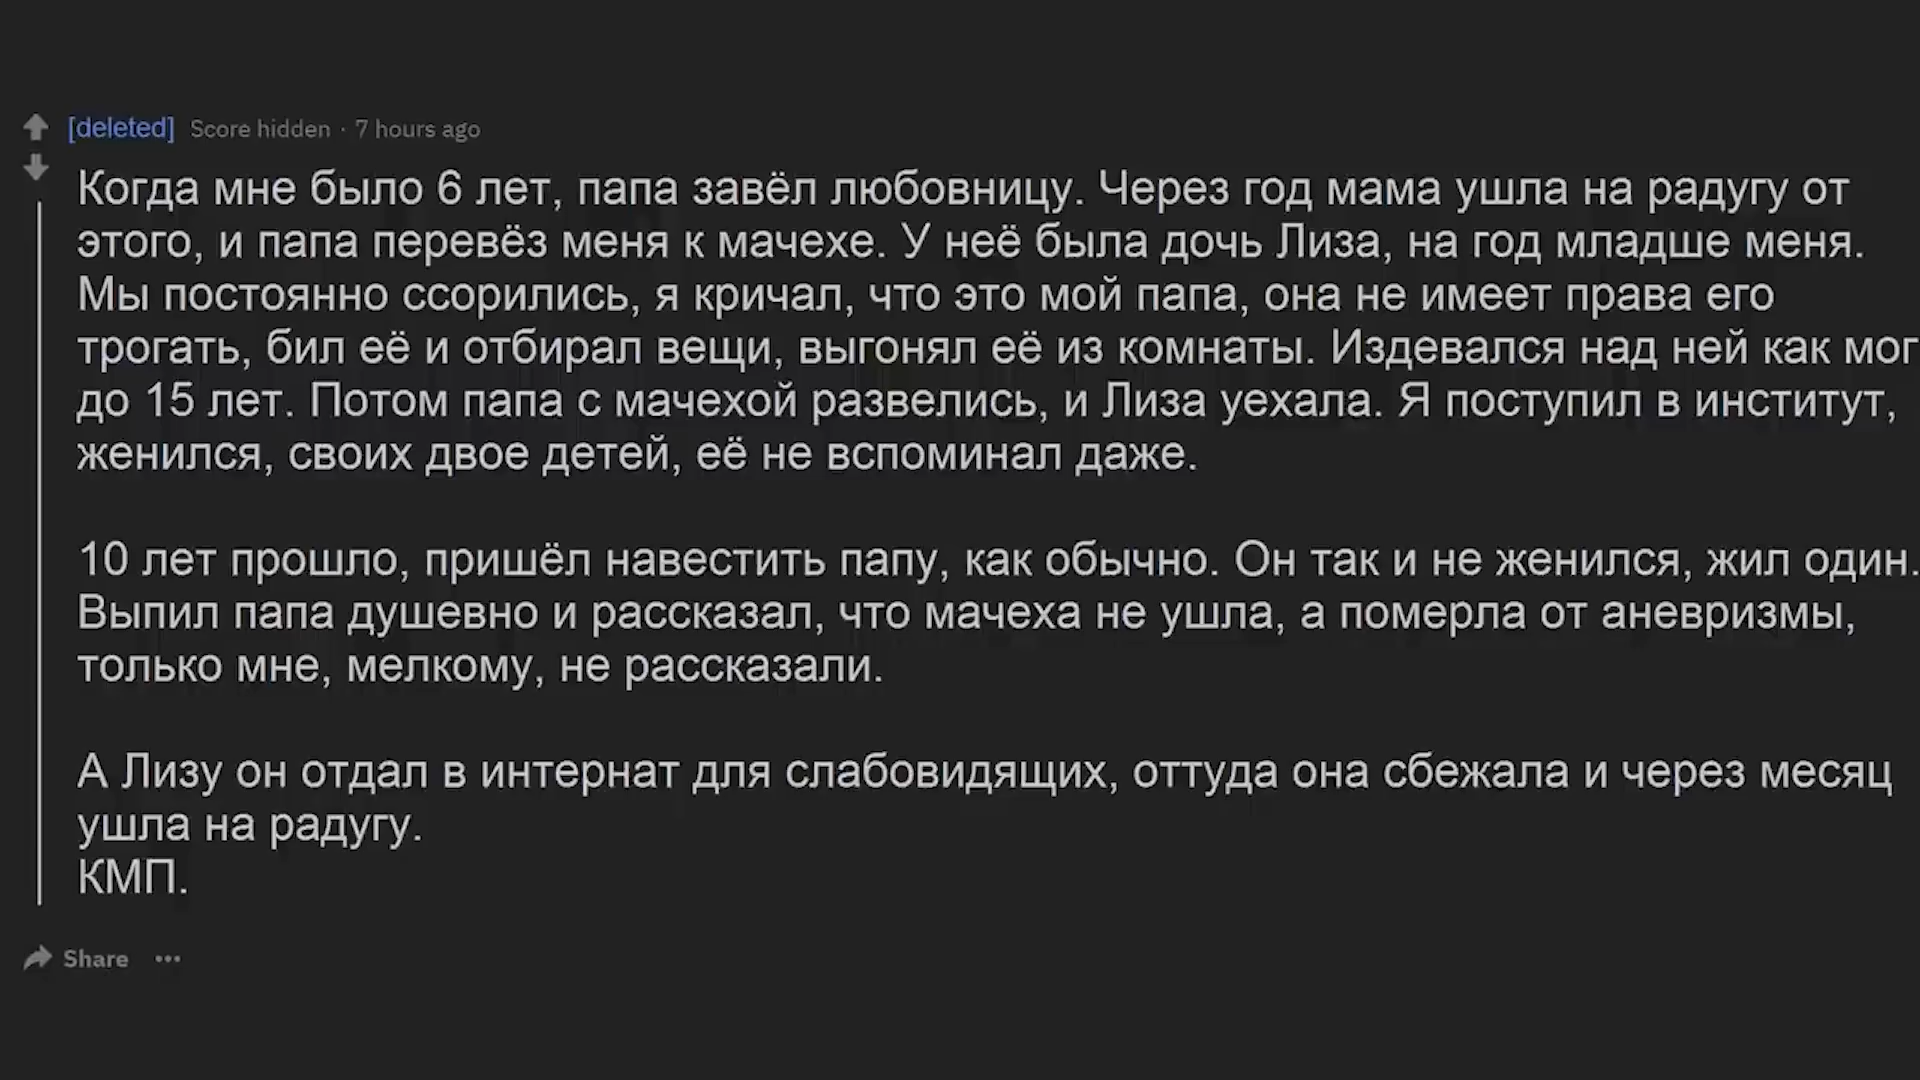 [deleted] Score hidden · 7 hours ago
Когда мне было 6 лет, папа завёл любовницу. Через год мама ушла на радугу от
этого, и папа перевёз меня к мачехе. У неё была дочь Лиза, на год младше меня.
Мы постоянно ссорились, я кричал, что это мой папа, она не имеет права его
трогать, бил её и отбирал вещи, выгонял её из комнаты. Издевался над ней как мог
до 15 лет. Потом папа с мачехой развелись, и Лиза уехала. Я поступил в институт,
женился, своих двое детей, её не вспоминал даже.
10 лет прошло, пришёл навестить папу, как обычно. Он так и не женился, жил один.
Выпил папа душевно и рассказал, что мачеха не ушла, а померла от аневризмы,
только мне, мелкому, не рассказали.
А Лизу он отдал в интернат для слабовидящих, оттуда она сбежала и через месяц
ушла на радугу.
КМП.
Share ...